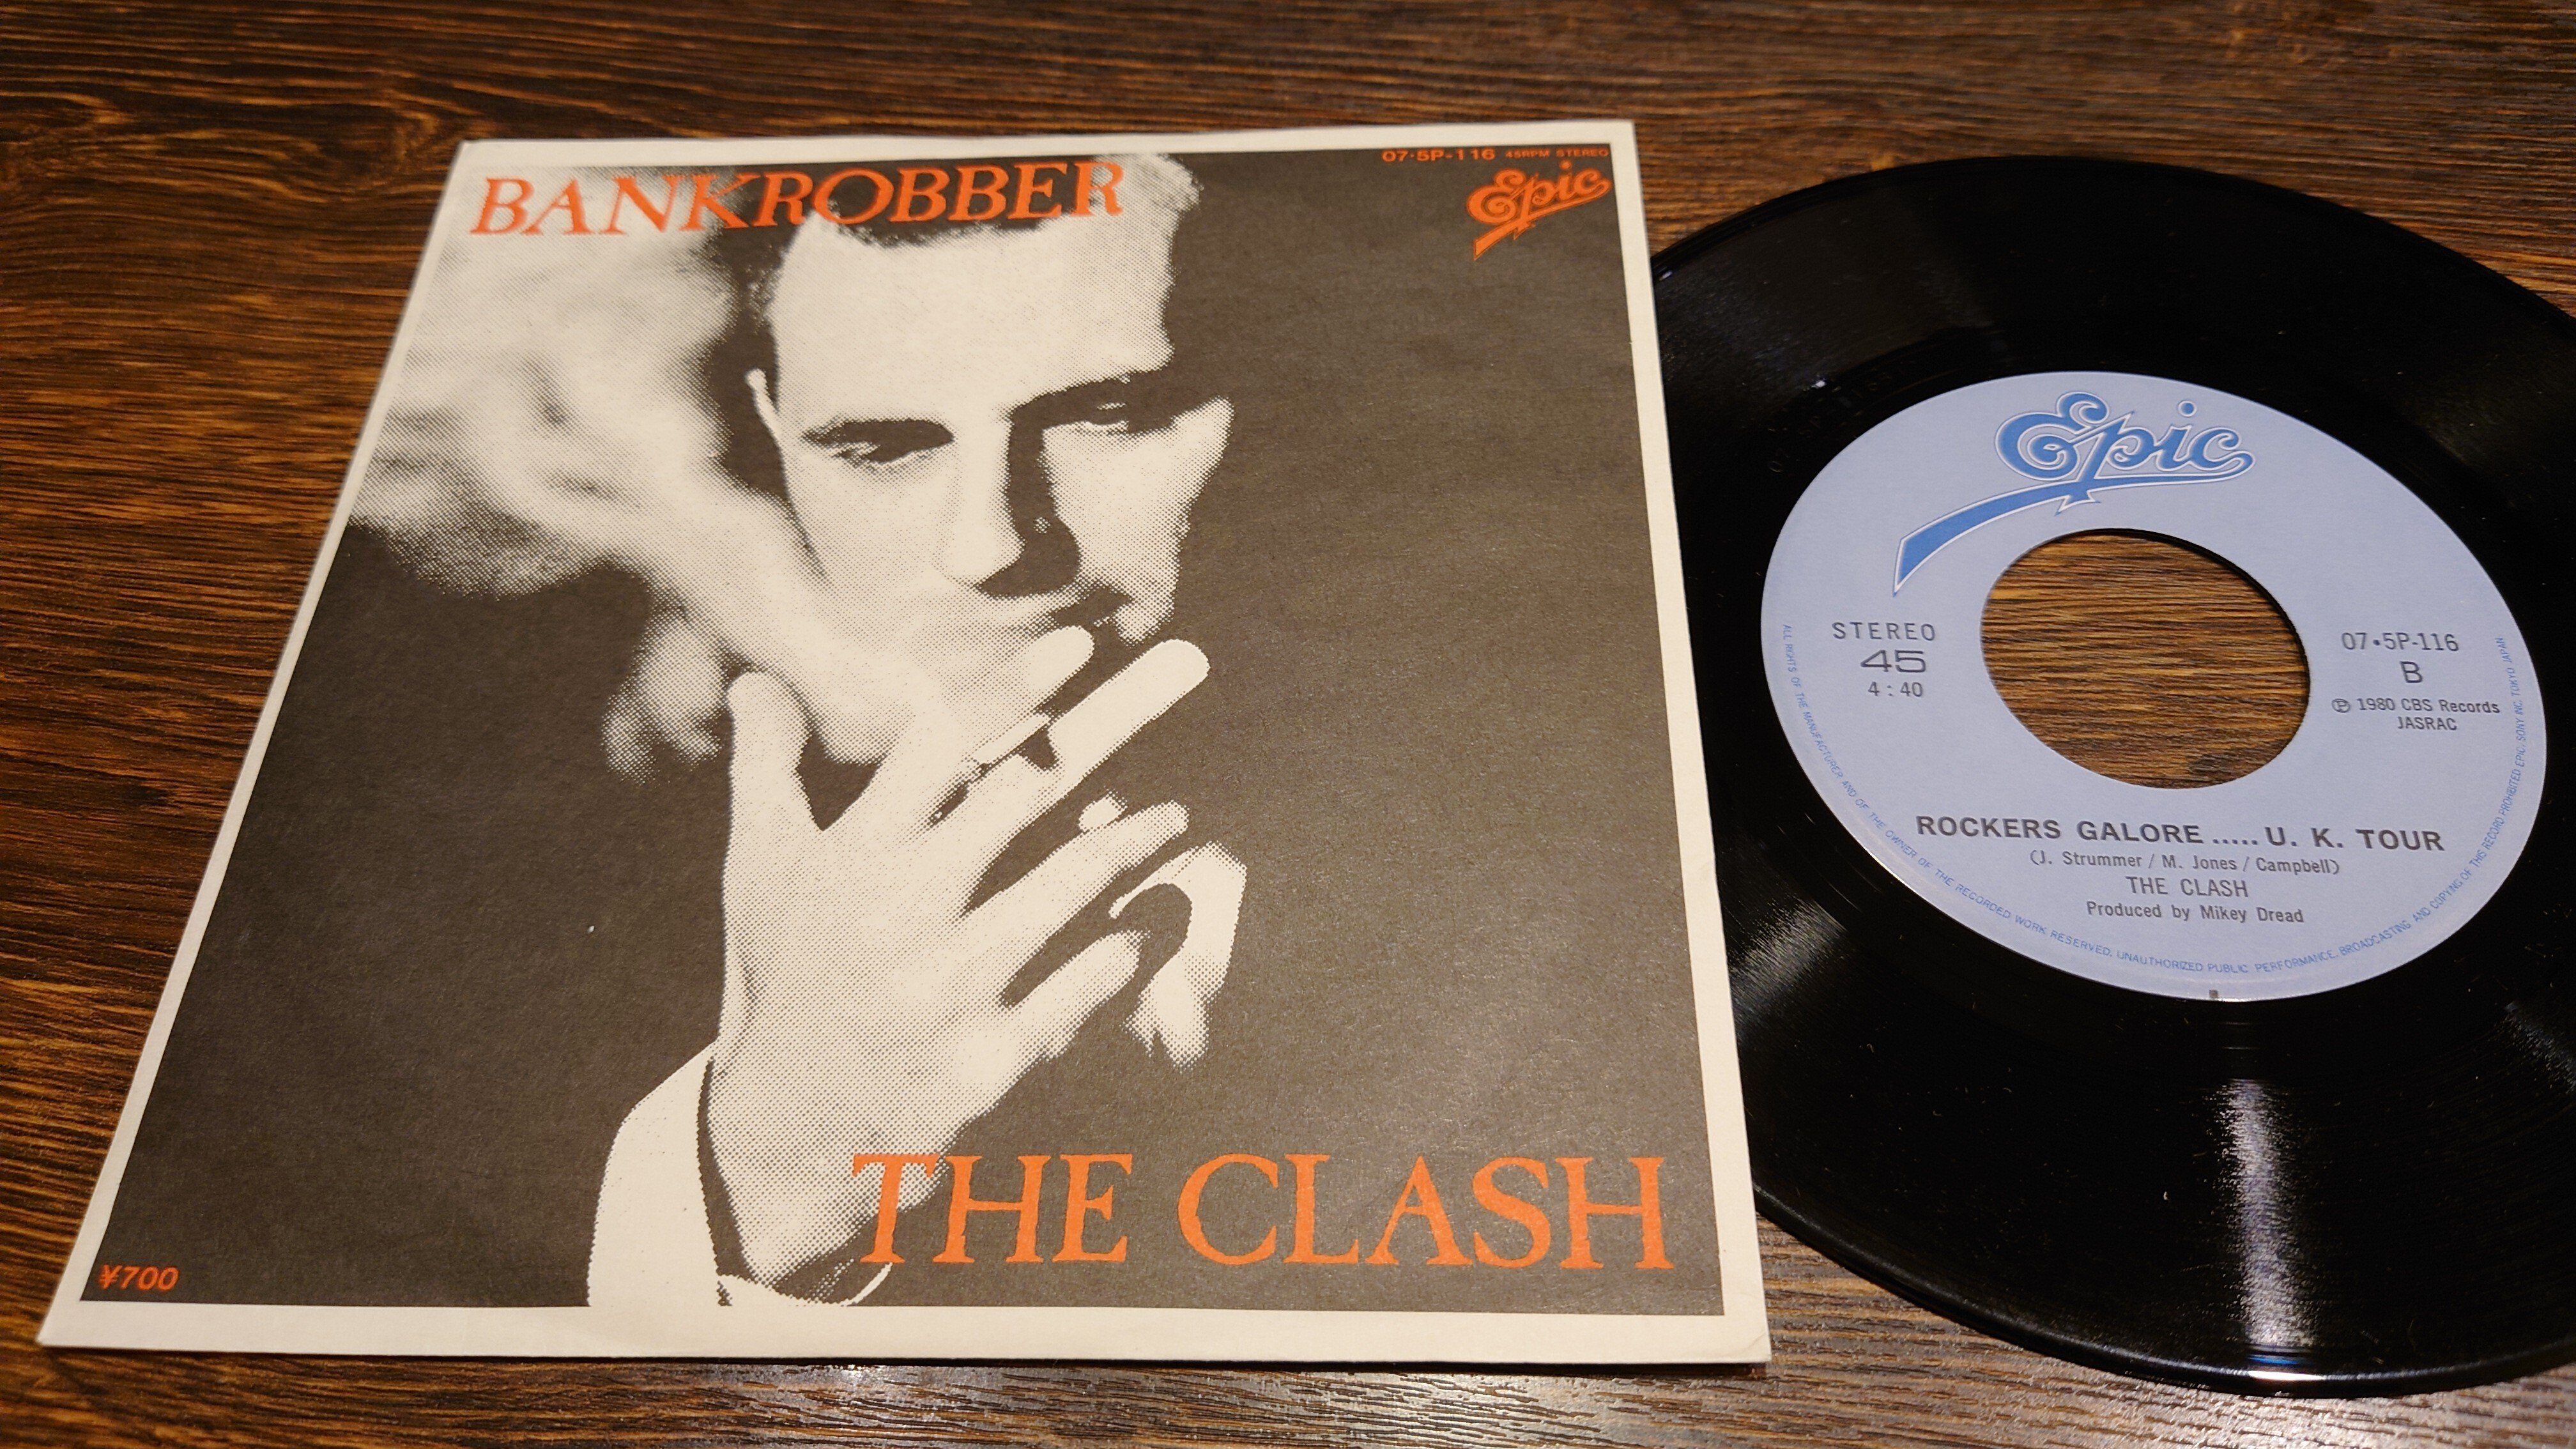 BANKROBBER
07·5P-116 45RPM STEREO
Epic
THE CLASH
¥700
Epic
STEREO
45
4:40
07•5P-116
B
℗ 1980 CBS Records
JASRAC
ROCKERS GALORE.....U. K. TOUR
(J. Strummer / M. Jones / Campbell)
THE CLASH
Produced by Mikey Dread
ALL RIGHTS OF THE MANUFACTURER AND OF THE OWNER OF THE RECORDED WORK RESERVED. UNAUTHORIZED PUBLIC PERFORMANCE. BROADCASTING AND COPYING OF THIS RECORD PROHIBITED EPIC/SONY INC. TOKYO JAPAN